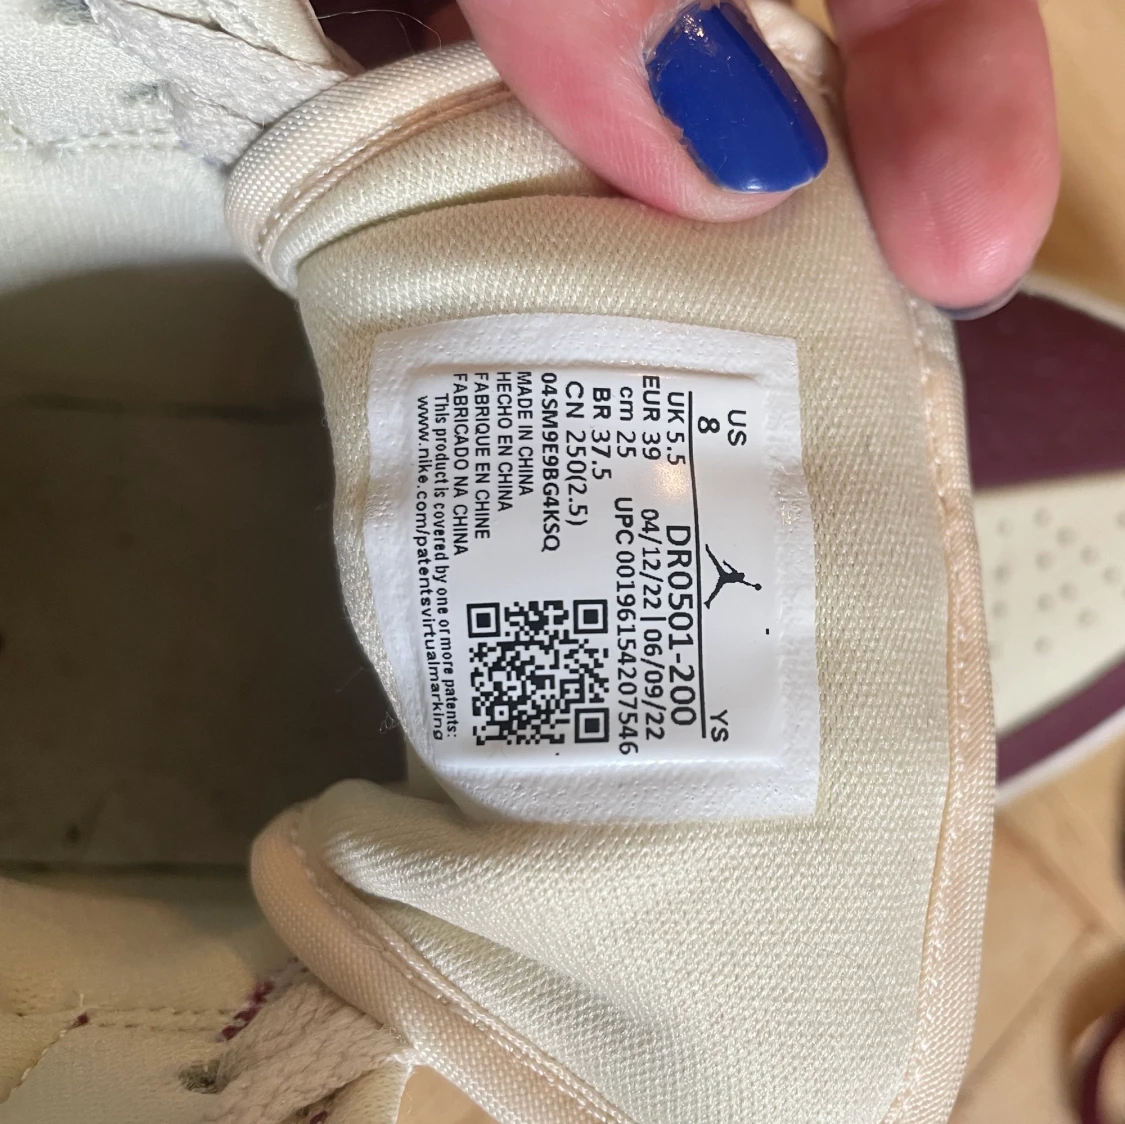 US YS
8
UK 5.5 DR0501-200
EUR 39 04/12/22 | 06/09/22
cm 25 UPC 00196154207546
BR 37.5
CN 250(2.5)
04SM9E9BG4KSQ
MADE IN CHINA
HECHO EN CHINA
FABRIQUE EN CHINE
FABRICADO NA CHINA
This product is covered by one or more patents:
www.nike.com/patentsvirtualmarking